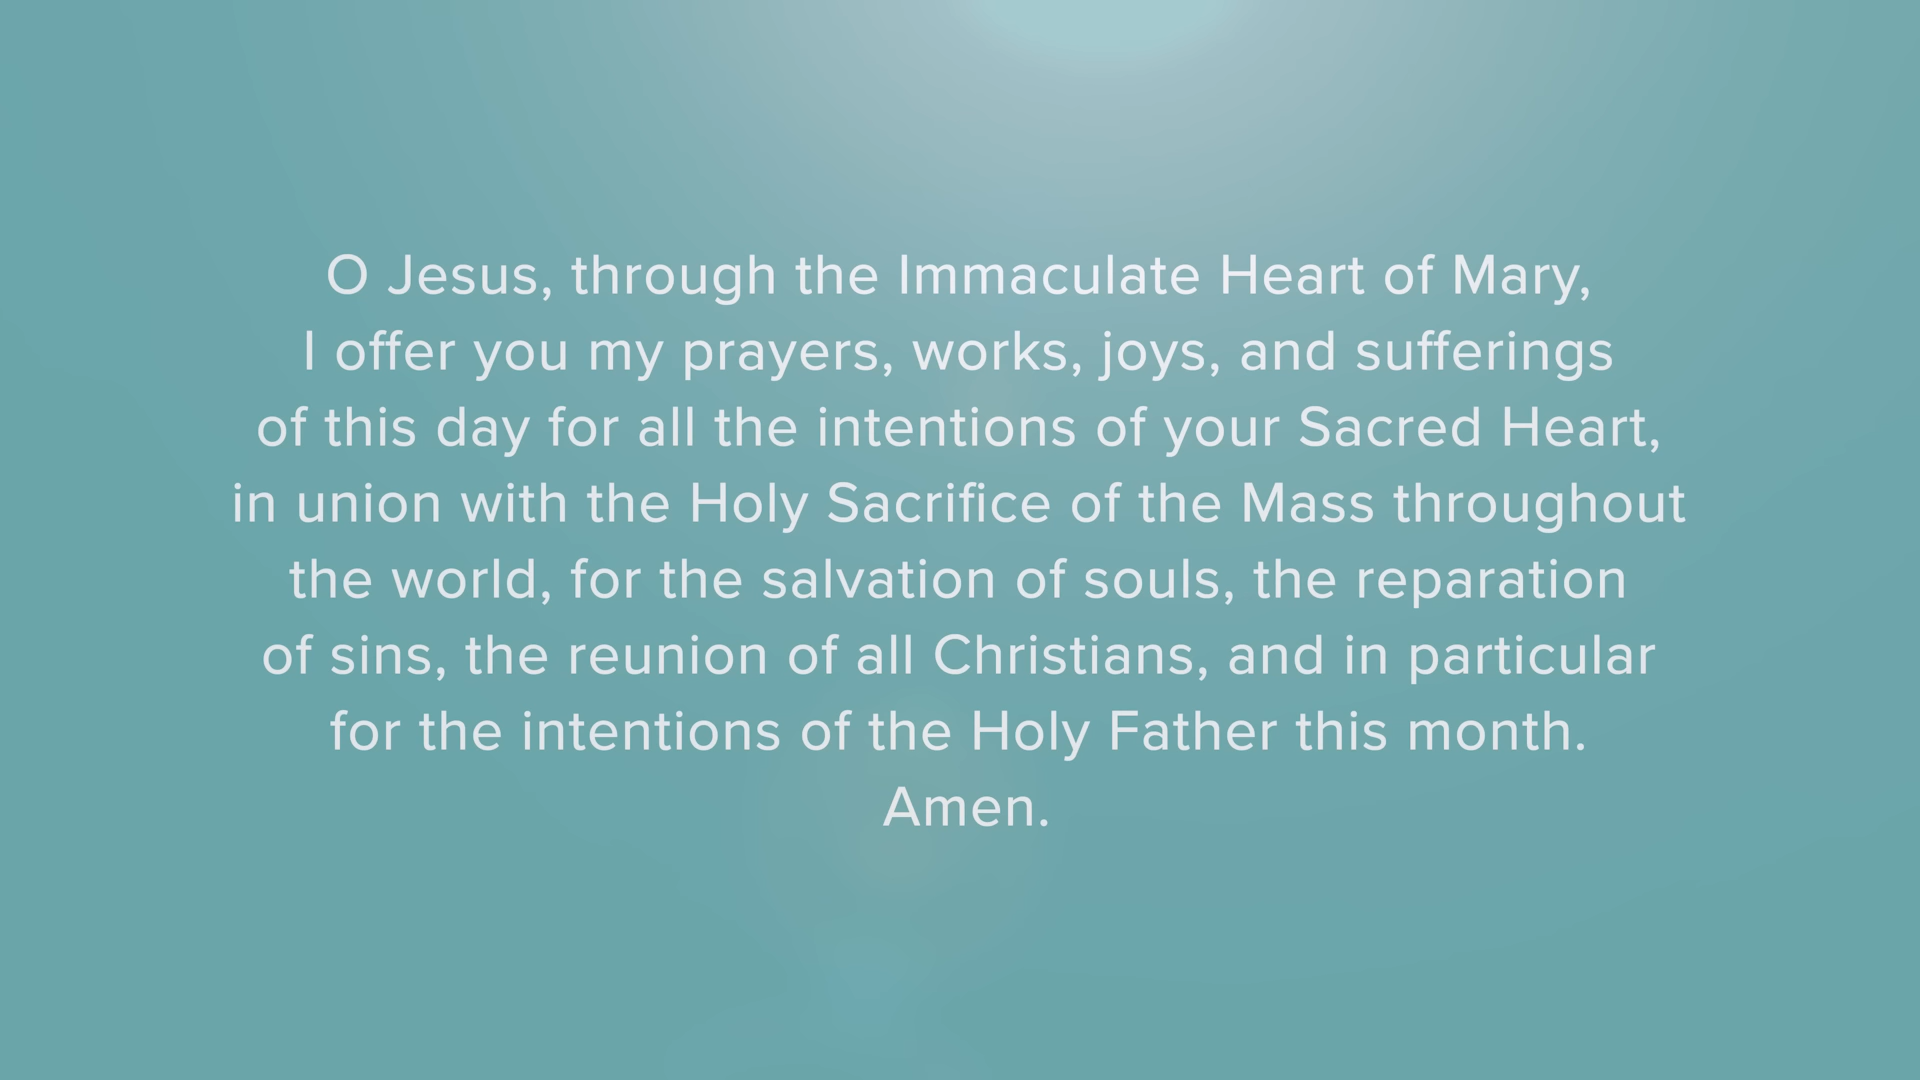 O Jesus, through the Immaculate Heart of Mary,
I offer you my prayers, works, joys, and sufferings
of this day for all the intentions of your Sacred Heart,
in union with the Holy Sacrifice of the Mass throughout
the world, for the salvation of souls, the reparation
of sins, the reunion of all Christians, and in particular
for the intentions of the Holy Father this month.
Amen.